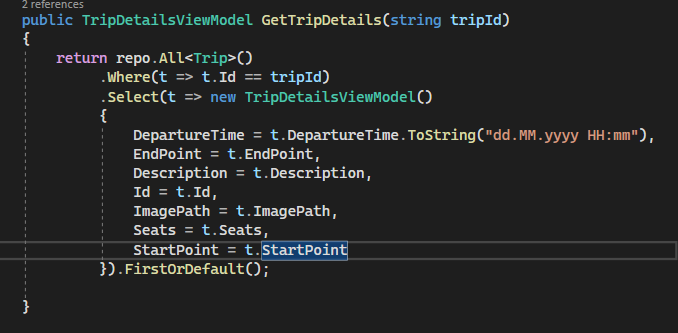 2 references
public TripDetailsViewModel GetTripDetails(string tripId)
{
return repo.All<Trip>()
.Where(t => t.Id == tripId)
.Select(t => new TripDetailsViewModel()
{
DepartureTime = t.DepartureTime.ToString("dd.MM.yyyy HH:mm"),
EndPoint = t.EndPoint,
Description = t.Description,
Id = t.Id,
ImagePath = t.ImagePath,
Seats = t.Seats,
StartPoint = t.StartPoint
}).FirstOrDefault();
}